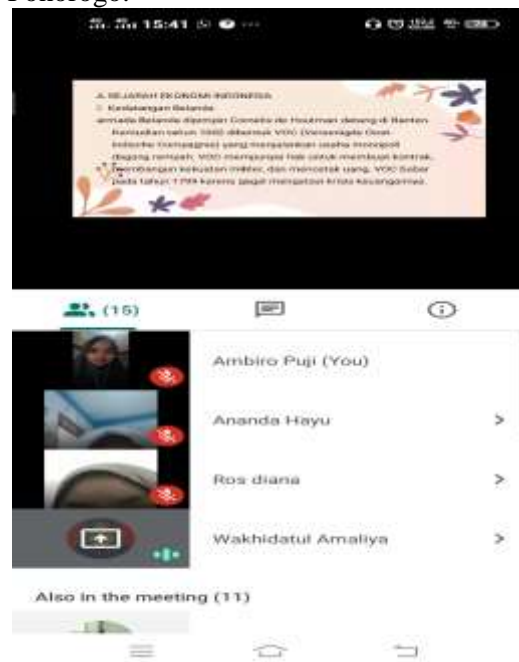 Ponorogo.
15:41
A. SEJARAH EKONOMI INDONESIA
Kedatangan Belanda
armada Belanda dipimpin Cornelis de Houtman datang di Banten.
Kemudian tahun 1602 dibentuk VOC (Vereenigde Oost-
Indische Compagnie) yang menjalankan usaha monopoli
dagang rempah. VOC mempunyai hak untuk membuat kontrak,
membangun kekuatan militer, dan mencetak uang. VOC bubar
pada tahun 1799 karena gagal mengatasi krisis keuangannya.
(15)
Ambiro Puji (You)
Ananda Hayu
Ros diana
Wakhidatul Amaliya
Also in the meeting (11)